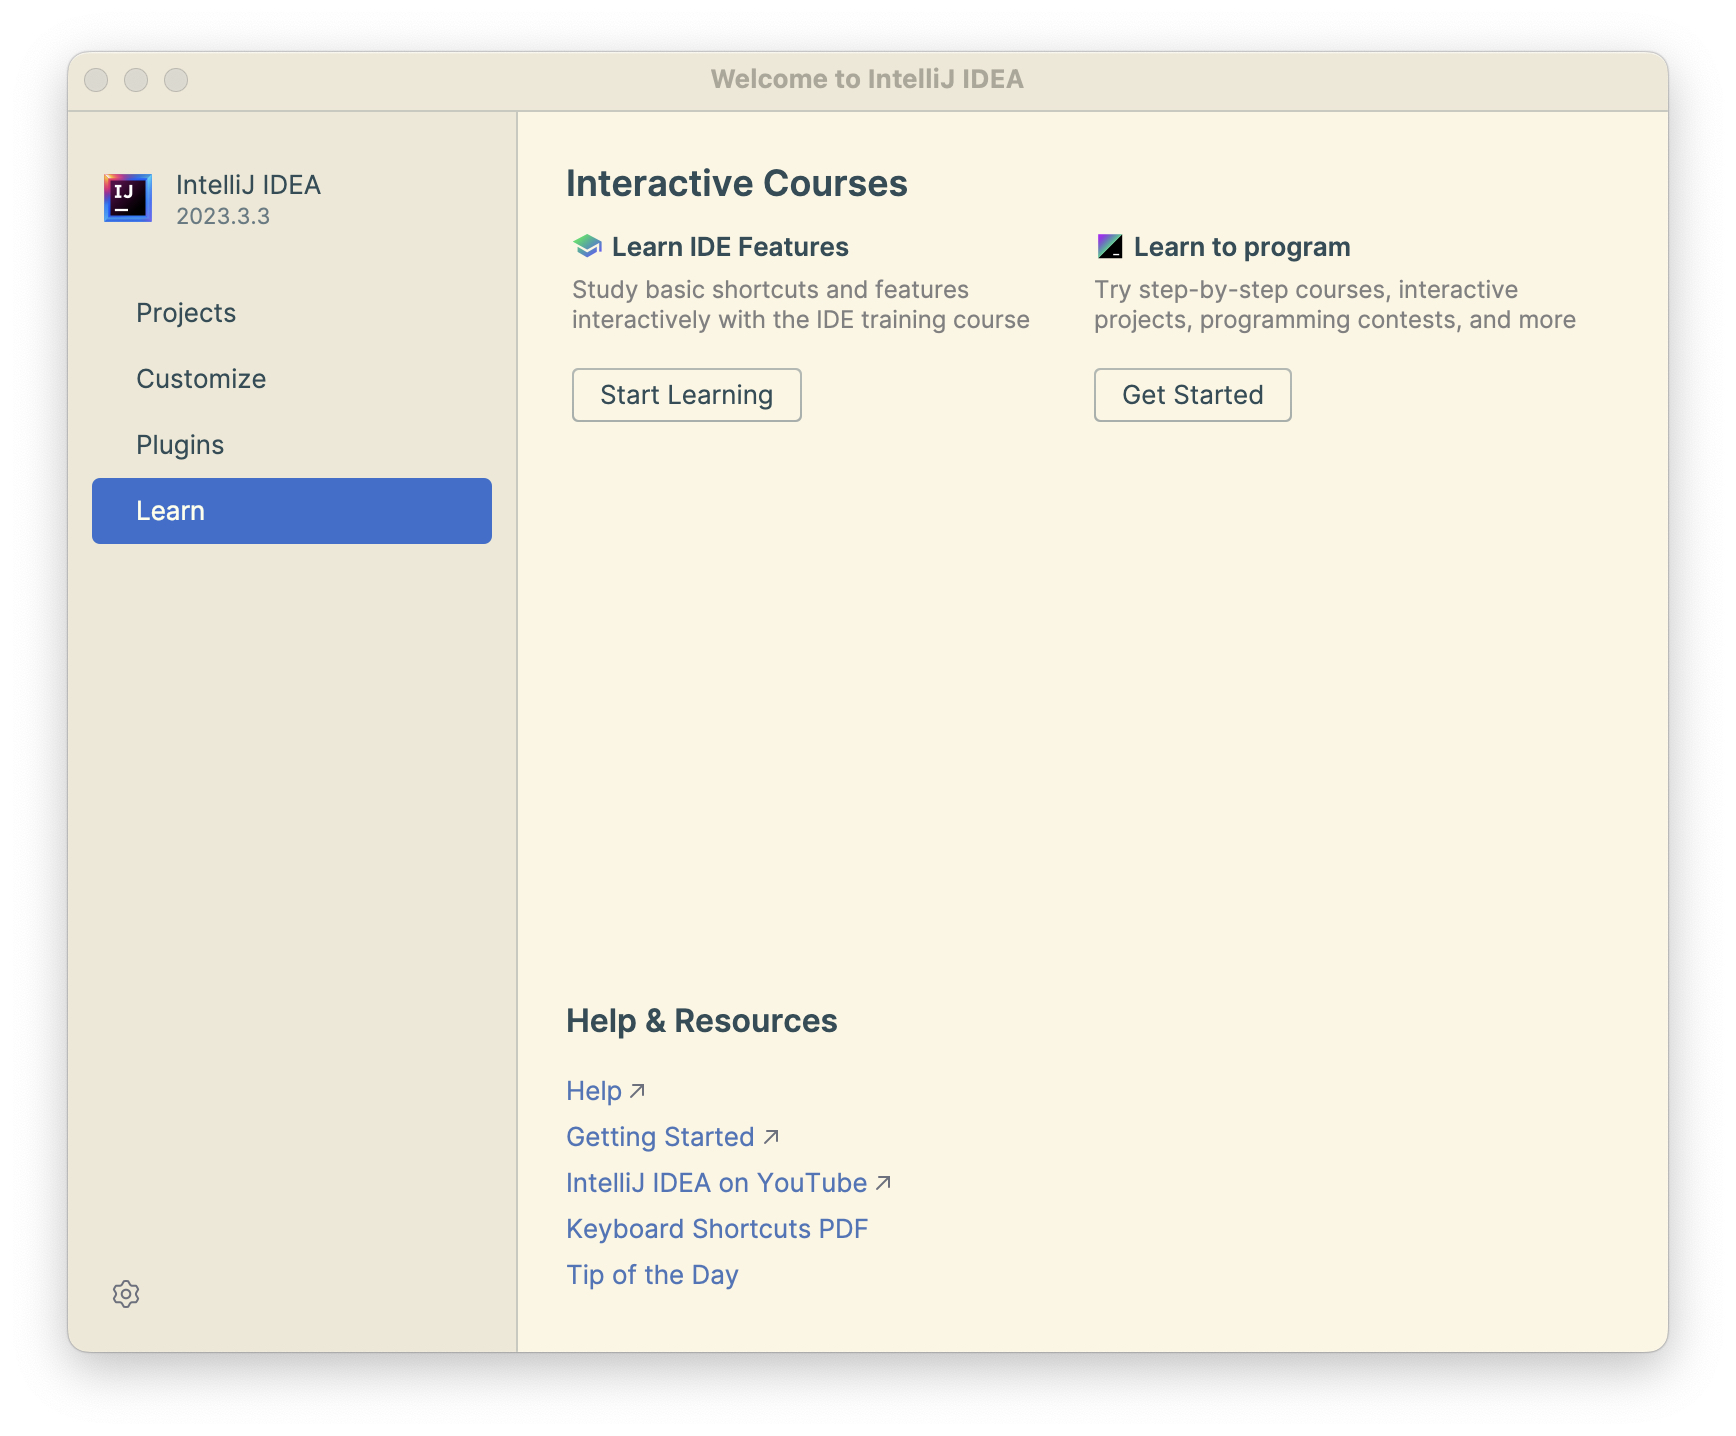 Welcome to IntelliJ IDEA
IJ
IntelliJ IDEA
2023.3.3
Projects
Customize
Plugins
Learn
Interactive Courses
Learn IDE Features
Study basic shortcuts and features
interactively with the IDE training course
Start Learning
Learn to program
Try step-by-step courses, interactive
projects, programming contests, and more
Get Started
Help & Resources
Help
Getting Started
IntelliJ IDEA on YouTube
Keyboard Shortcuts PDF
Tip of the Day